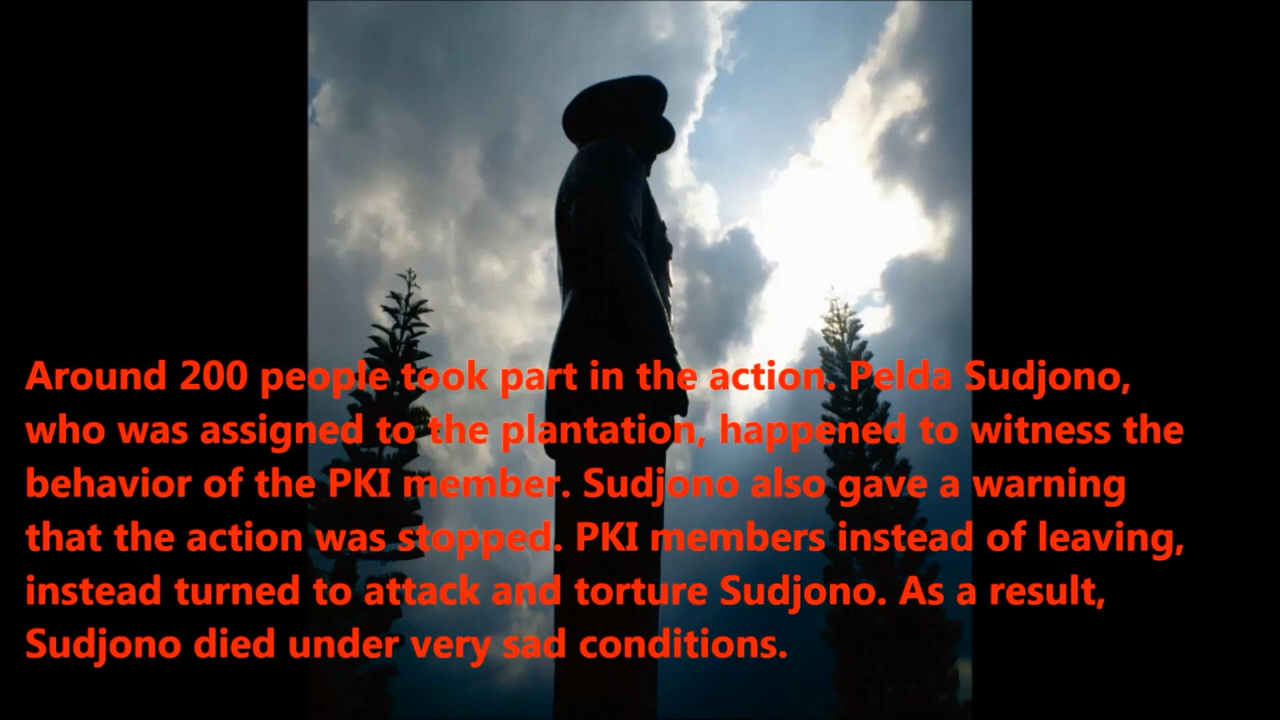 Around 200 people took part in the action. Pelda Sudjono,
who was assigned to the plantation, happened to witness the
behavior of the PKI member. Sudjono also gave a warning
that the action was stopped. PKI members instead of leaving,
instead turned to attack and torture Sudjono. As a result,
Sudjono died under very sad conditions.